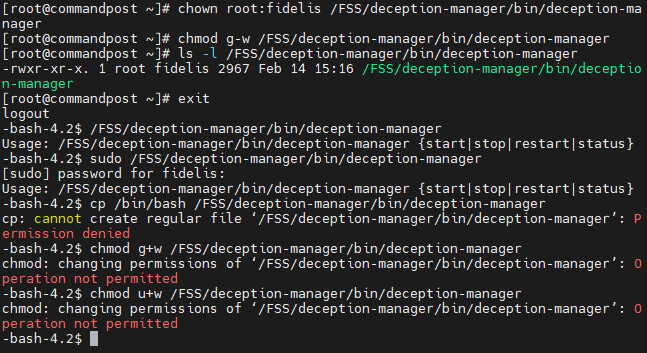 [root@commandpost ~]# chown root:fidelis /FSS/deception-manager/bin/deception-ma
nager
[root@commandpost ~]# chmod g-w /FSS/deception-manager/bin/deception-manager
[root@commandpost ~]# ls -l /FSS/deception-manager/bin/deception-manager
-rwxr-xr-x. 1 root fidelis 2967 Feb 14 15:16 /FSS/deception-manager/bin/deceptio
n-manager
[root@commandpost ~]# exit
logout
-bash-4.2$ /FSS/deception-manager/bin/deception-manager
Usage: /FSS/deception-manager/bin/deception-manager {start|stop|restart|status}
-bash-4.2$ sudo /FSS/deception-manager/bin/deception-manager
[sudo] password for fidelis:
Usage: /FSS/deception-manager/bin/deception-manager {start|stop|restart|status}
-bash-4.2$ cp /bin/bash /FSS/deception-manager/bin/deception-manager
cp: cannot create regular file ‘/FSS/deception-manager/bin/deception-manager’: P
ermission denied
-bash-4.2$ chmod g+w /FSS/deception-manager/bin/deception-manager
chmod: changing permissions of ‘/FSS/deception-manager/bin/deception-manager’: O
peration not permitted
-bash-4.2$ chmod u+w /FSS/deception-manager/bin/deception-manager
chmod: changing permissions of ‘/FSS/deception-manager/bin/deception-manager’: O
peration not permitted
-bash-4.2$